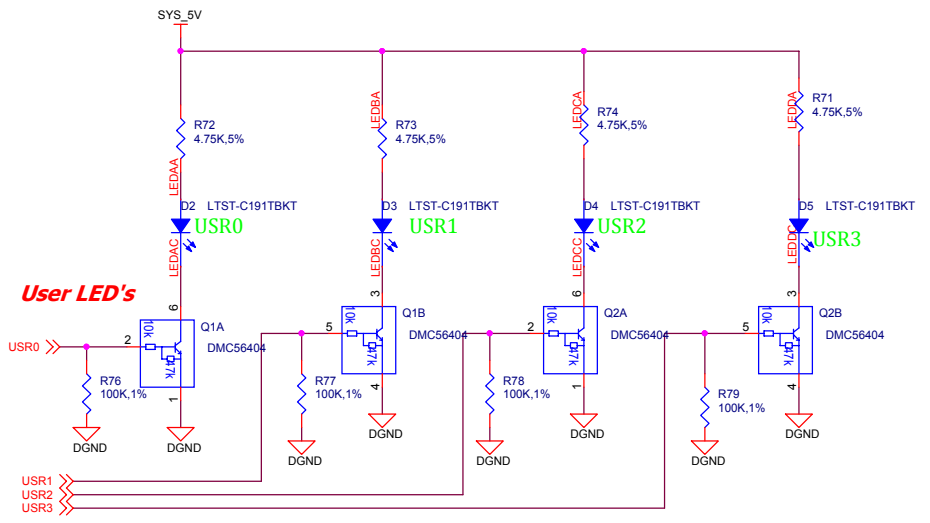 SYS_5V
R72
4.75K,5%
LEDAA
D2 LTST-C191TBKT
USR0
LEDAC
LEDBA
R73
4.75K,5%
D3 LTST-C191TBKT
USR1
LEDBC
LEDCA
R74
4.75K,5%
D4 LTST-C191TBKT
USR2
LEDCC
LEDDA
R71
4.75K,5%
D5 LTST-C191TBKT
USR3
LEDDC
User LED's
USR0
R76
100K,1%
DGND
2
6
10k
47k
1
Q1A
DMC56404
DGND
R77
100K,1%
DGND
5
3
10k
47k
4
Q1B
DMC56404
DGND
R78
100K,1%
DGND
2
6
10k
47k
1
Q2A
DMC56404
DGND
R79
100K,1%
DGND
5
3
10k
47k
4
Q2B
DMC56404
DGND
USR1
USR2
USR3